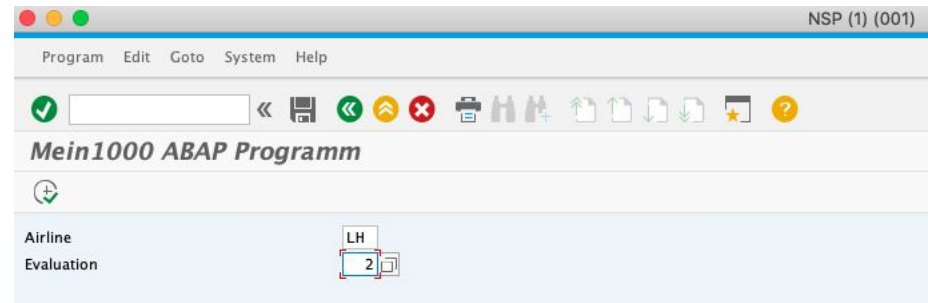 NSP (1) (001)
Program Edit Goto System Help
Mein1000 ABAP Programm
Airline LH
Evaluation 2